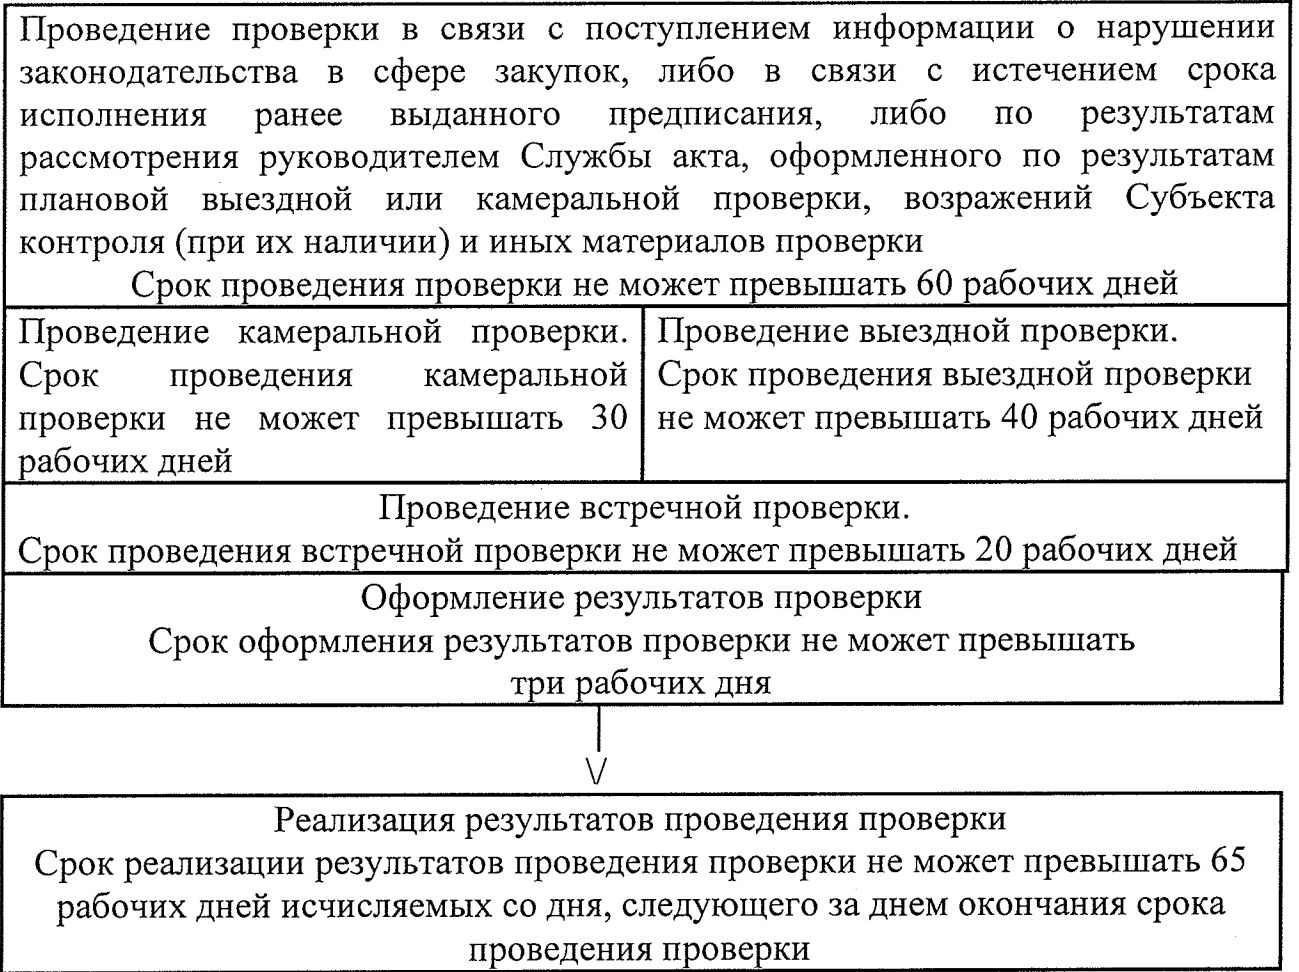 Проведение проверки в связи с поступлением информации о нарушении
законодательства в сфере закупок, либо в связи с истечением срока
исполнения ранее выданного предписания, либо по результатам
рассмотрения руководителем Службы акта, оформленного по результатам
плановой выездной или камеральной проверки, возражений Субъекта
контроля (при их наличии) и иных материалов проверки
Срок проведения проверки не может превышать 60 рабочих дней
Проведение камеральной проверки.
Срок проведения камеральной
проверки не может превышать 30
рабочих дней
Проведение выездной проверки.
Срок проведения выездной проверки
не может превышать 40 рабочих дней
Проведение встречной проверки.
Срок проведения встречной проверки не может превышать 20 рабочих дней
Оформление результатов проверки
Срок оформления результатов проверки не может превышать
три рабочих дня
Реализация результатов проведения проверки
Срок реализации результатов проведения проверки не может превышать 65
рабочих дней исчисляемых со дня, следующего за днем окончания срока
проведения проверки